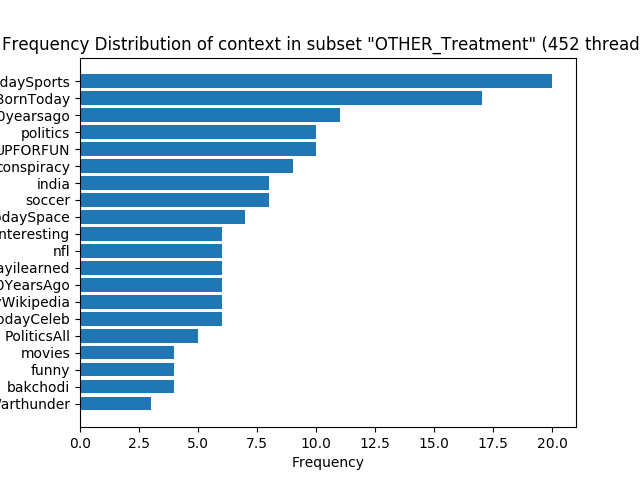 Frequency Distribution of context in subset "OTHER_Treatment" (452 thread
daySports
BornToday
0yearsago
politics
UPFORFUN
conspiracy
india
soccer
odaySpace
nteresting
nfl
ayilearned
0YearsAgo
yWikipedia
odayCeleb
PoliticsAll
movies
funny
bakchodi
Warthunder
0.0 2.5 5.0 7.5 10.0 12.5 15.0 17.5 20.0
Frequency